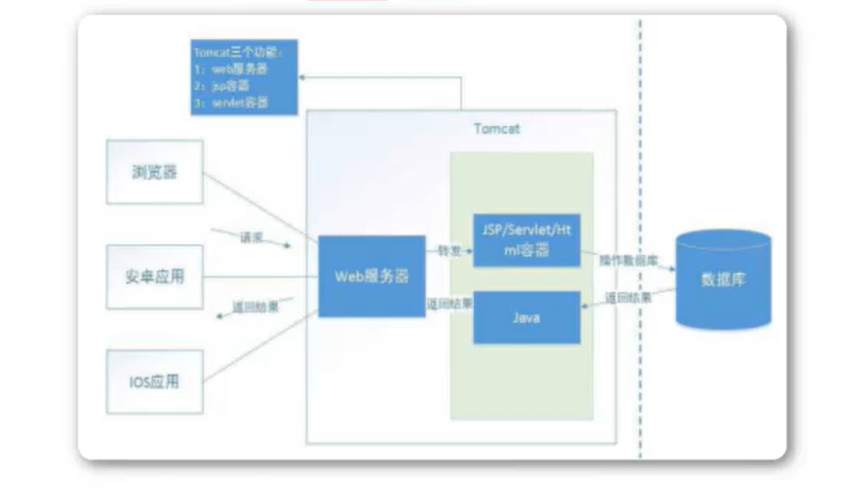 Tomcat三个功能：
1：web服务器
2：jsp容器
3：servlet容器
Tomcat
浏览器
请求
安卓应用
返回结果
IOS应用
Web服务器
转发
返回结果
JSP/Servlet/Ht
ml容器
Java
操作数据库
返回结果
数据库